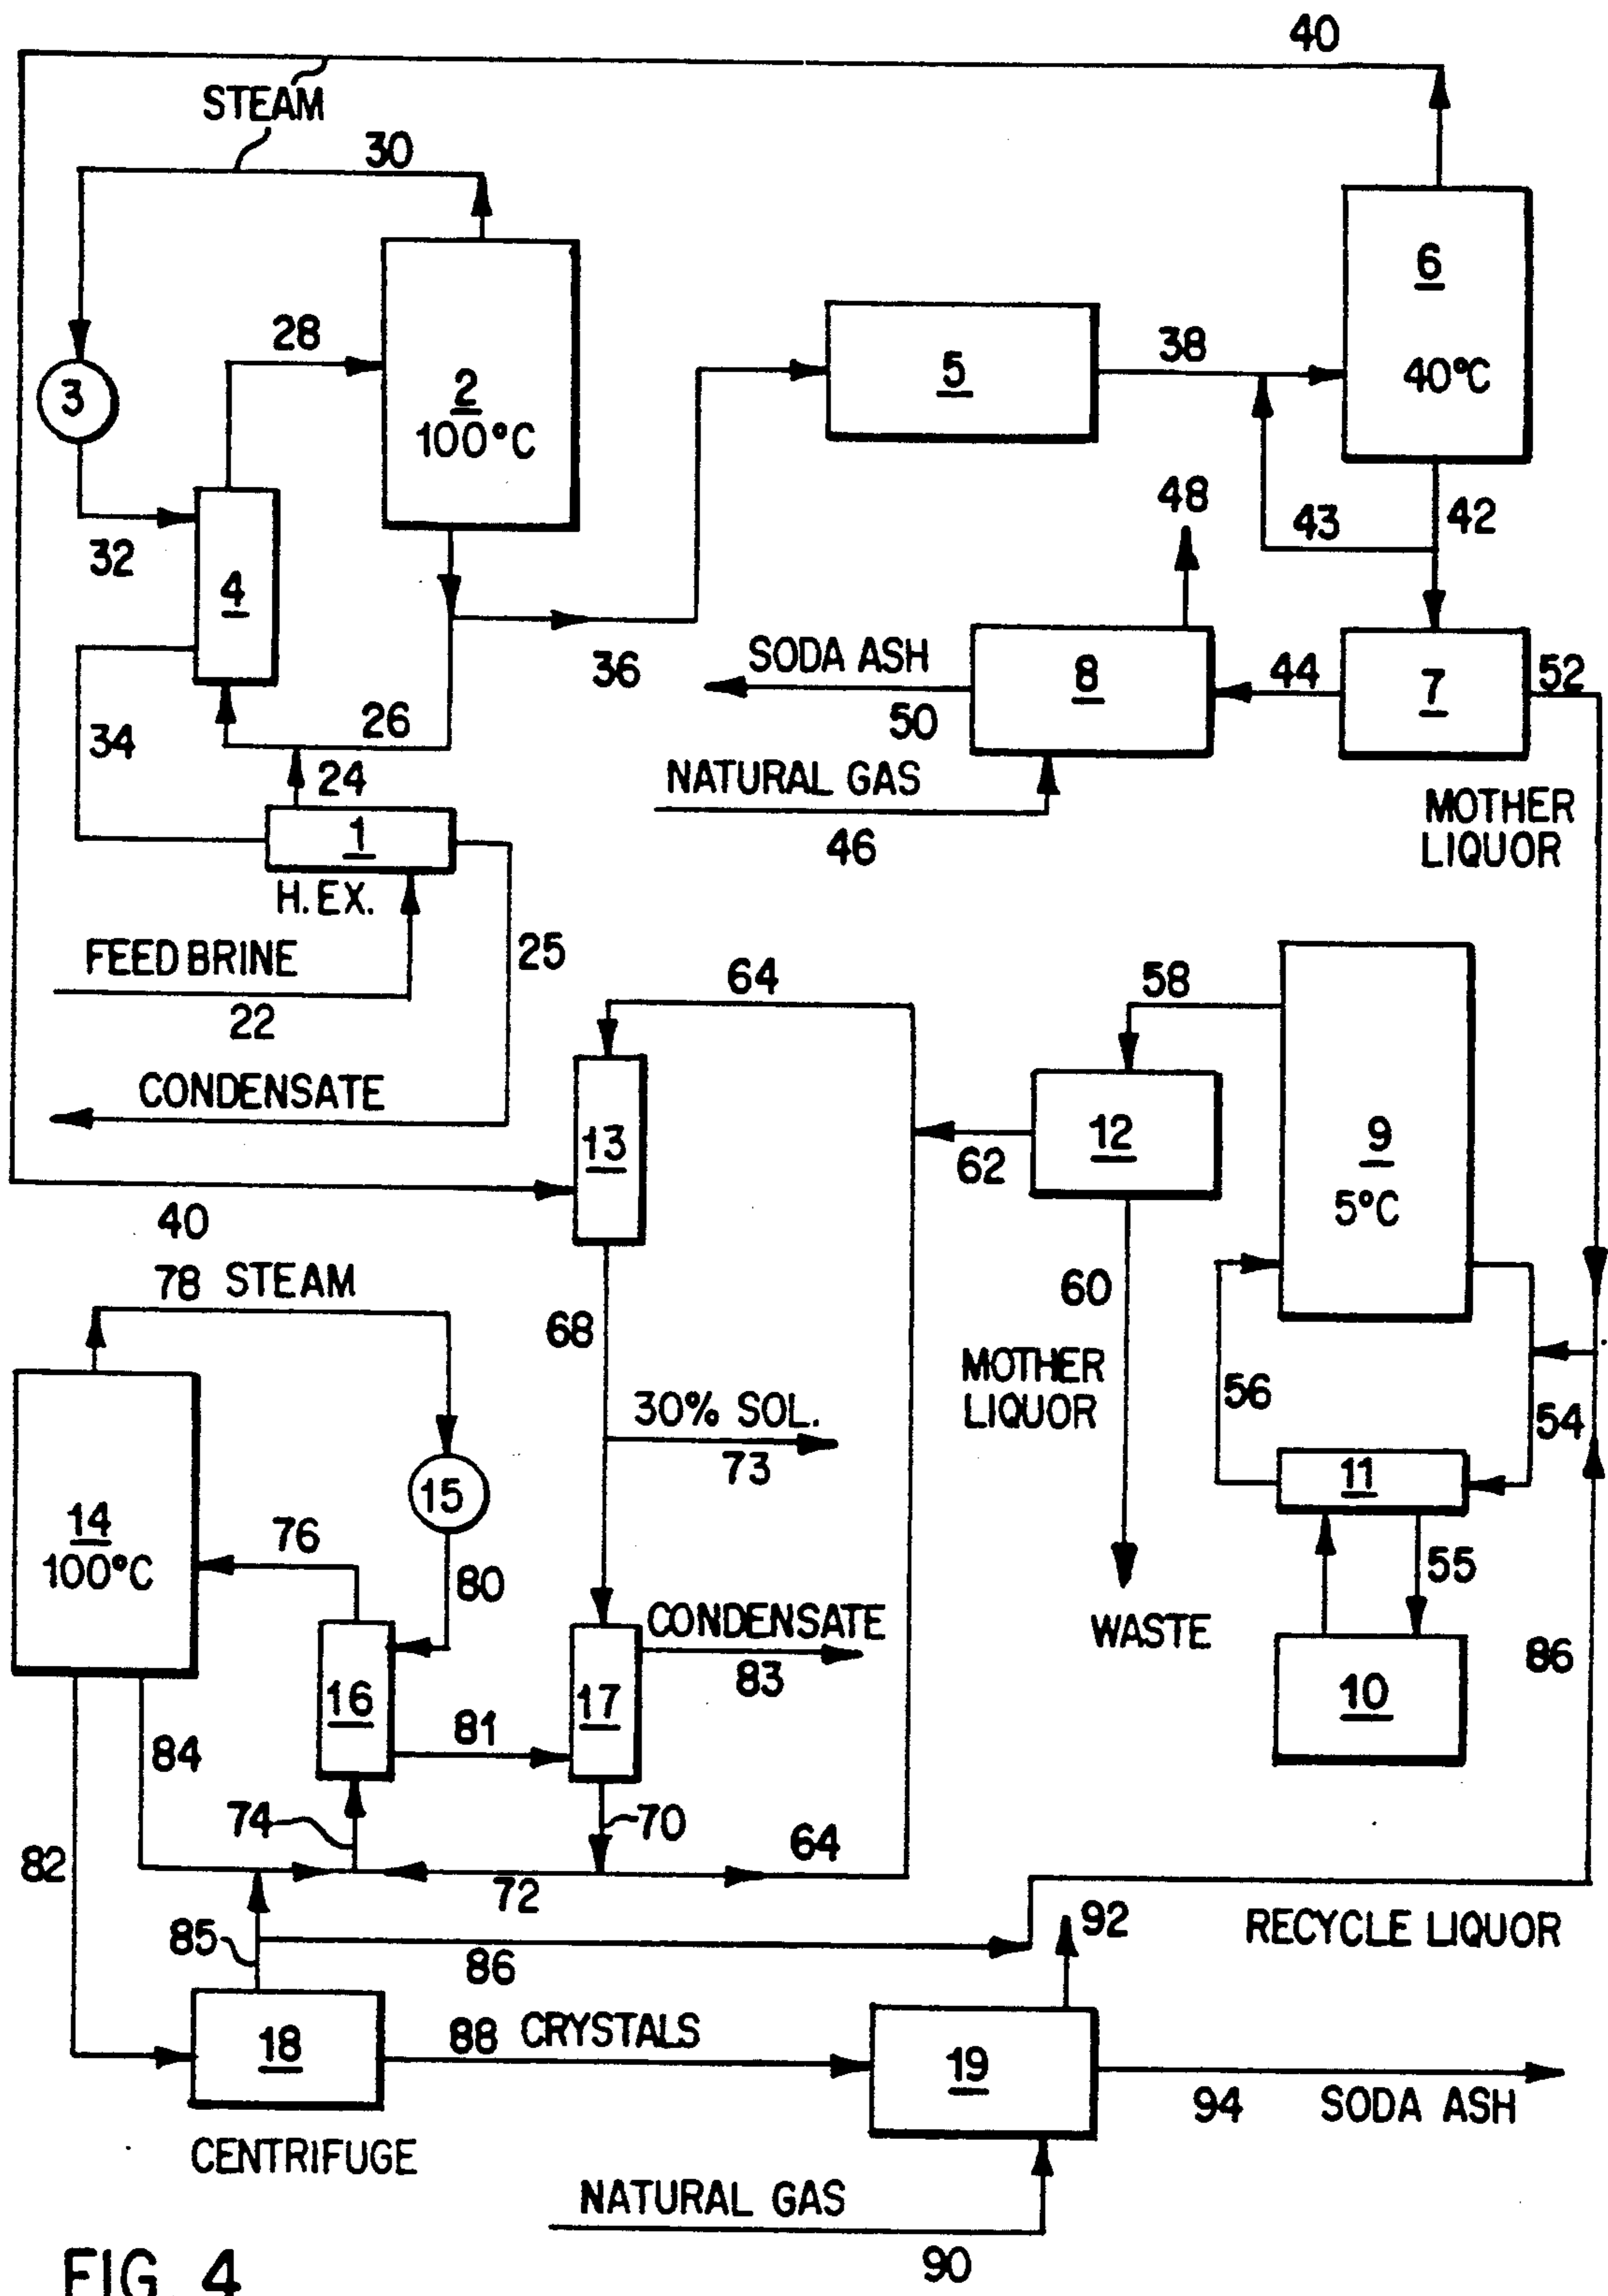 40
STEAM
30
6
28
38
3
2
5
40°C
100°C
48
43
42
32
4
SODA ASH
8
44
7
52
36
34
26
50
24
NATURAL GAS
MOTHER
LIQUOR
1
46
H. EX.
FEED BRINE
25
64
58
22
CONDENSATE
13
12
9
62
5°C
40
60
78 STEAM
68
MOTHER
LIQUOR
30% SOL.
56
54
73
15
11
14
100°C
76
80
55
CONDENSATE
WASTE
83
86
16
17
10
81
84
74
70
64
82
72
92
85
86
RECYCLE LIQUOR
18
88 CRYSTALS
19
94
SODA ASH
CENTRIFUGE
NATURAL GAS
90
FIG. 4